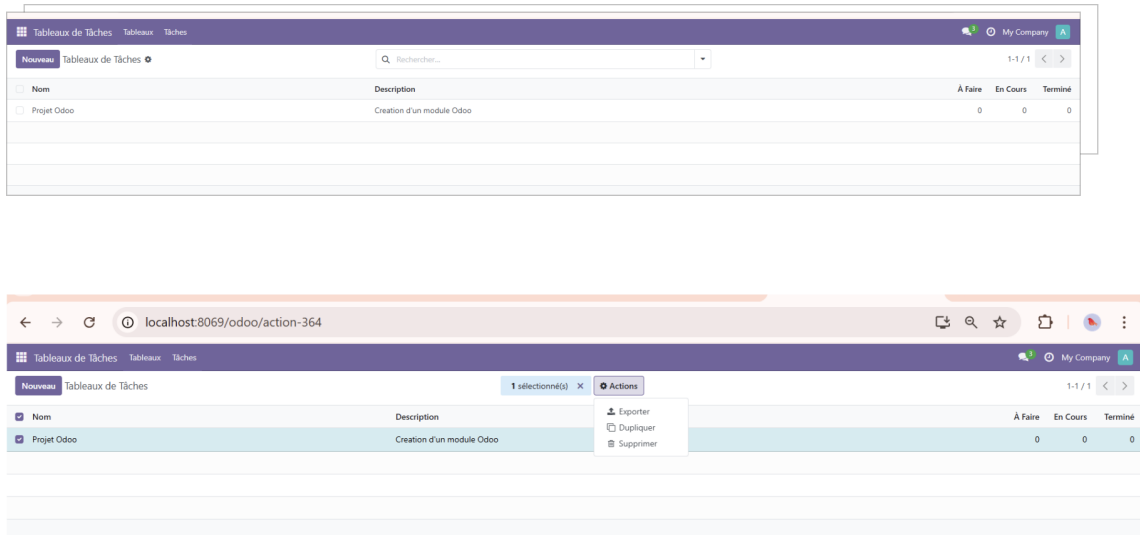 Tableaux de Tâches Tableaux Tâches 3 My Company A
Nouveau Tableaux de Tâches Rechercher... 1-1 / 1
Nom Description À Faire En Cours Terminé
Projet Odoo Creation d'un module Odoo 0 0 0
localhost:8069/odoo/action-364
Tableaux de Tâches Tableaux Tâches 3 My Company A
Nouveau Tableaux de Tâches 1 sélectionné(s) Actions 1-1 / 1
Nom Description À Faire En Cours Terminé
Exporter
Projet Odoo Creation d'un module Odoo 0 0 0
Dupliquer
Supprimer